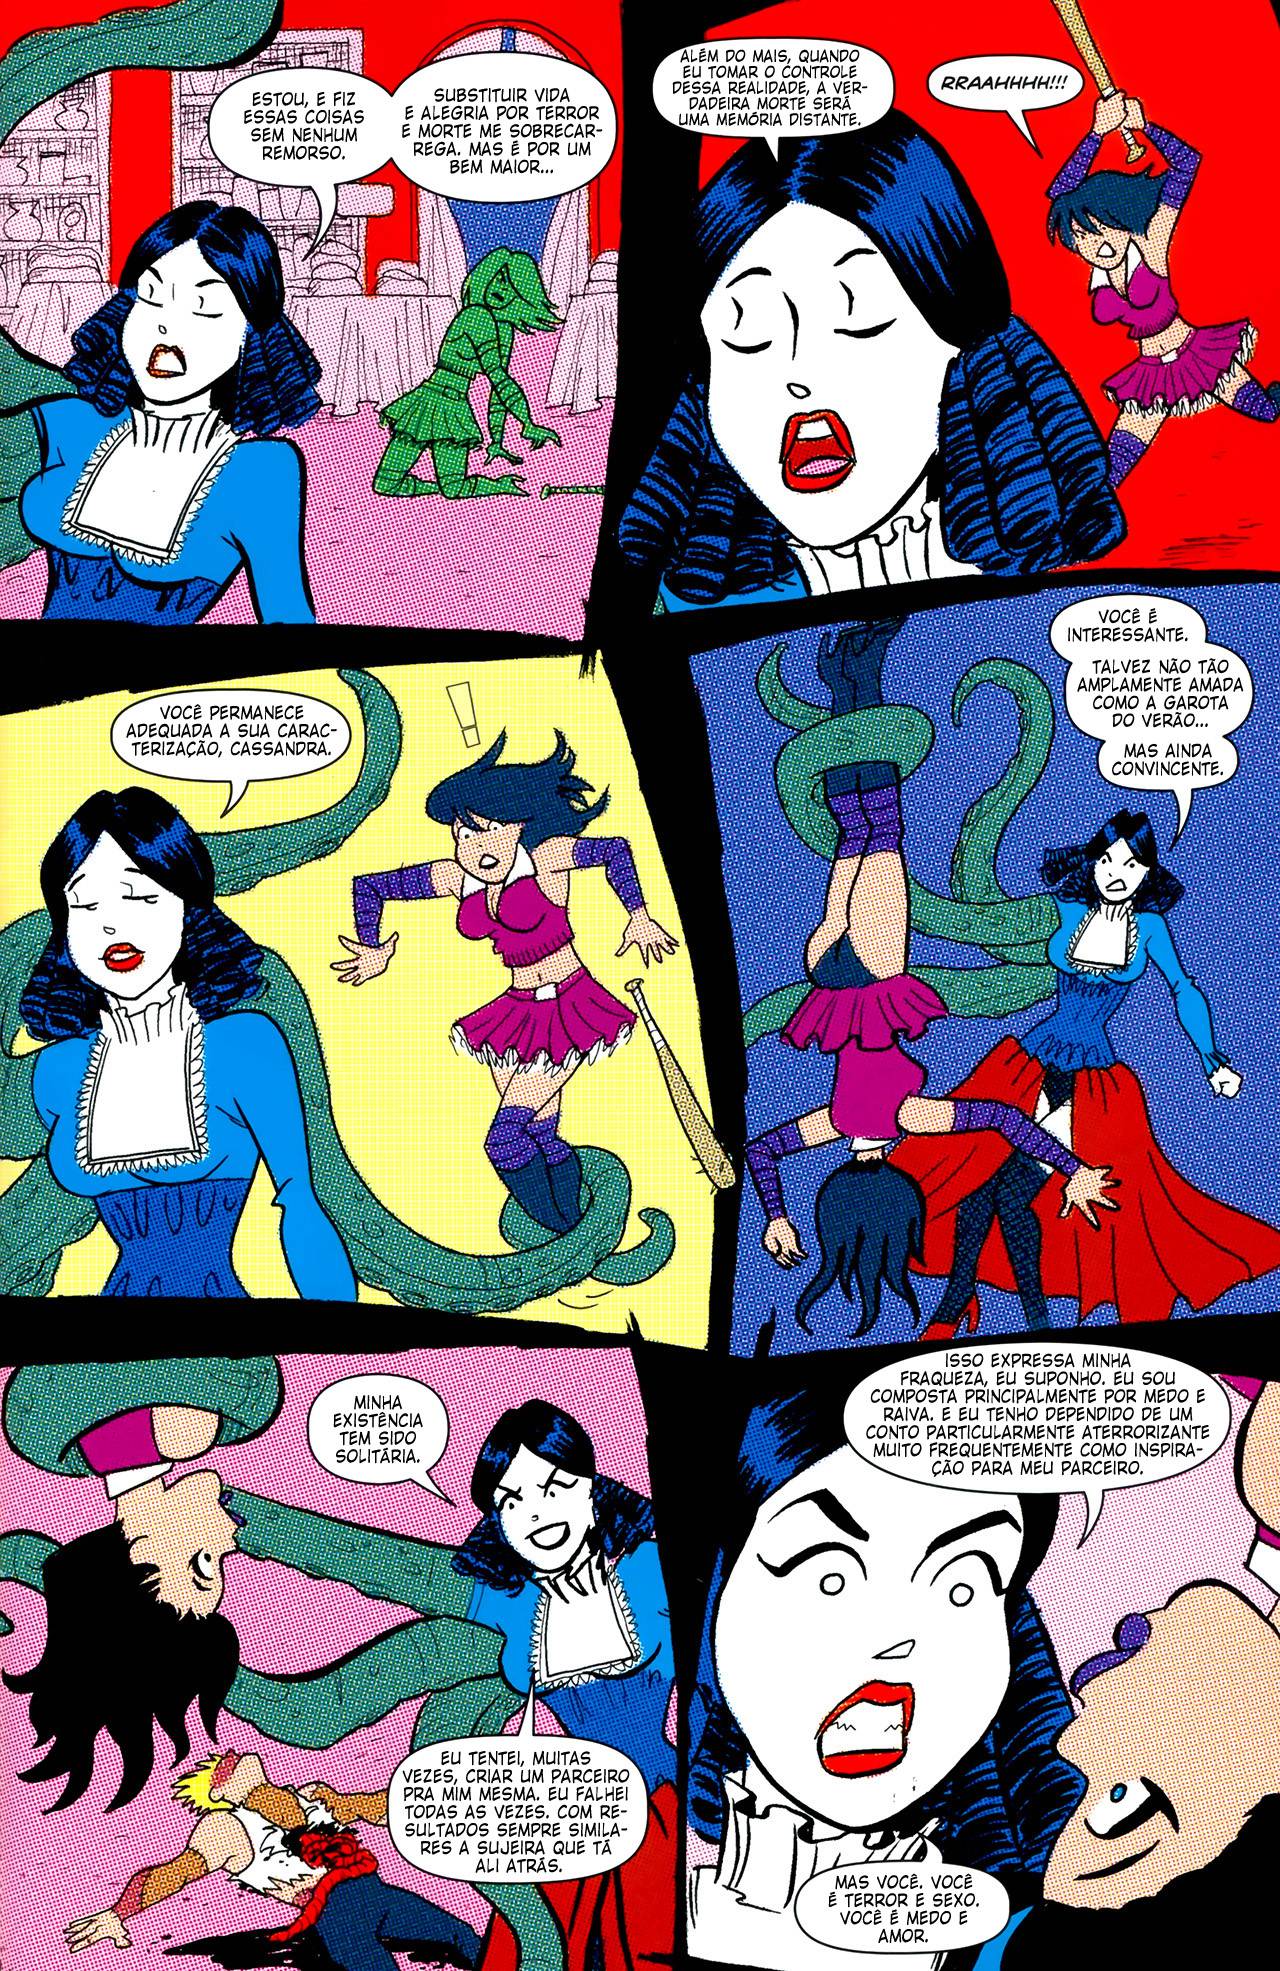 ESTOU, E FIZ
ESSAS COISAS
SEM NENHUM
REMORSO.
SUBSTITUIR VIDA
E ALEGRIA POR TERROR
E MORTE ME SOBRECAR-
REGA. MAS É POR UM
BEM MAIOR...
ALÉM DO MAIS, QUANDO
EU TOMAR O CONTROLE
DESSA REALIDADE, A VER-
DADEIRA MORTE SERÁ
UMA MEMÓRIA DISTANTE.
RRAAHHHH!!!
VOCÊ PERMANECE
ADEQUADA A SUA CARAC-
TERIZAÇÃO, CASSANDRA.
!
VOCÊ É
INTERESSANTE.
TALVEZ NÃO TÃO
AMPLAMENTE AMADA
COMO A GAROTA
DO VERÃO...
MAS AINDA
CONVINCENTE.
MINHA
EXISTÊNCIA
TEM SIDO
SOLITÁRIA.
EU TENTEI, MUITAS
VEZES, CRIAR UM PARCEIRO
PRA MIM MESMA. EU FALHEI
TODAS AS VEZES. COM RE-
SULTADOS SEMPRE SIMILA-
RES A SUJEIRA QUE TÁ
ALI ATRÁS.
ISSO EXPRESSA MINHA
FRAQUEZA, EU SUPONHO. EU SOU
COMPOSTA PRINCIPALMENTE POR MEDO E
RAIVA. E EU TENHO DEPENDIDO DE UM
CONTO PARTICULARMENTE ATERRORIZANTE
MUITO FREQUENTEMENTE COMO INSPIRA-
ÇÃO PARA MEU PARCEIRO.
MAS VOCÊ. VOCÊ
É TERROR E SEXO.
VOCÊ É MEDO E
AMOR.